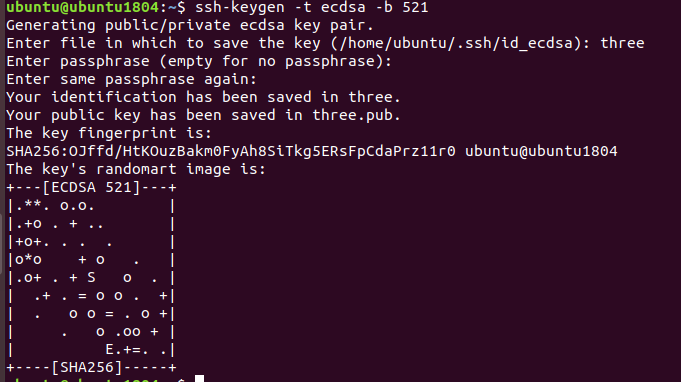 ubuntu@ubuntu1804:~$ ssh-keygen -t ecdsa -b 521
Generating public/private ecdsa key pair.
Enter file in which to save the key (/home/ubuntu/.ssh/id_ecdsa): three
Enter passphrase (empty for no passphrase):
Enter same passphrase again:
Your identification has been saved in three.
Your public key has been saved in three.pub.
The key fingerprint is:
SHA256:OJffd/HtKOuzBakm0FyAh8SiTkg5ERsFpCdaPrz11r0 ubuntu@ubuntu1804
The key's randomart image is:
+---[ECDSA 521]---+
|.**. o.o.        |
|.+o . + ..       |
|+o+. . .  .      |
|o*o    + o   .   |
|.o+ . + S   o  . |
|  .+ . = o o .  +|
|  .   o o = . o +|
|     .   o .oo + |
|          E.+=. .|
+----[SHA256]-----+
ubuntu@ubuntu1804:~$